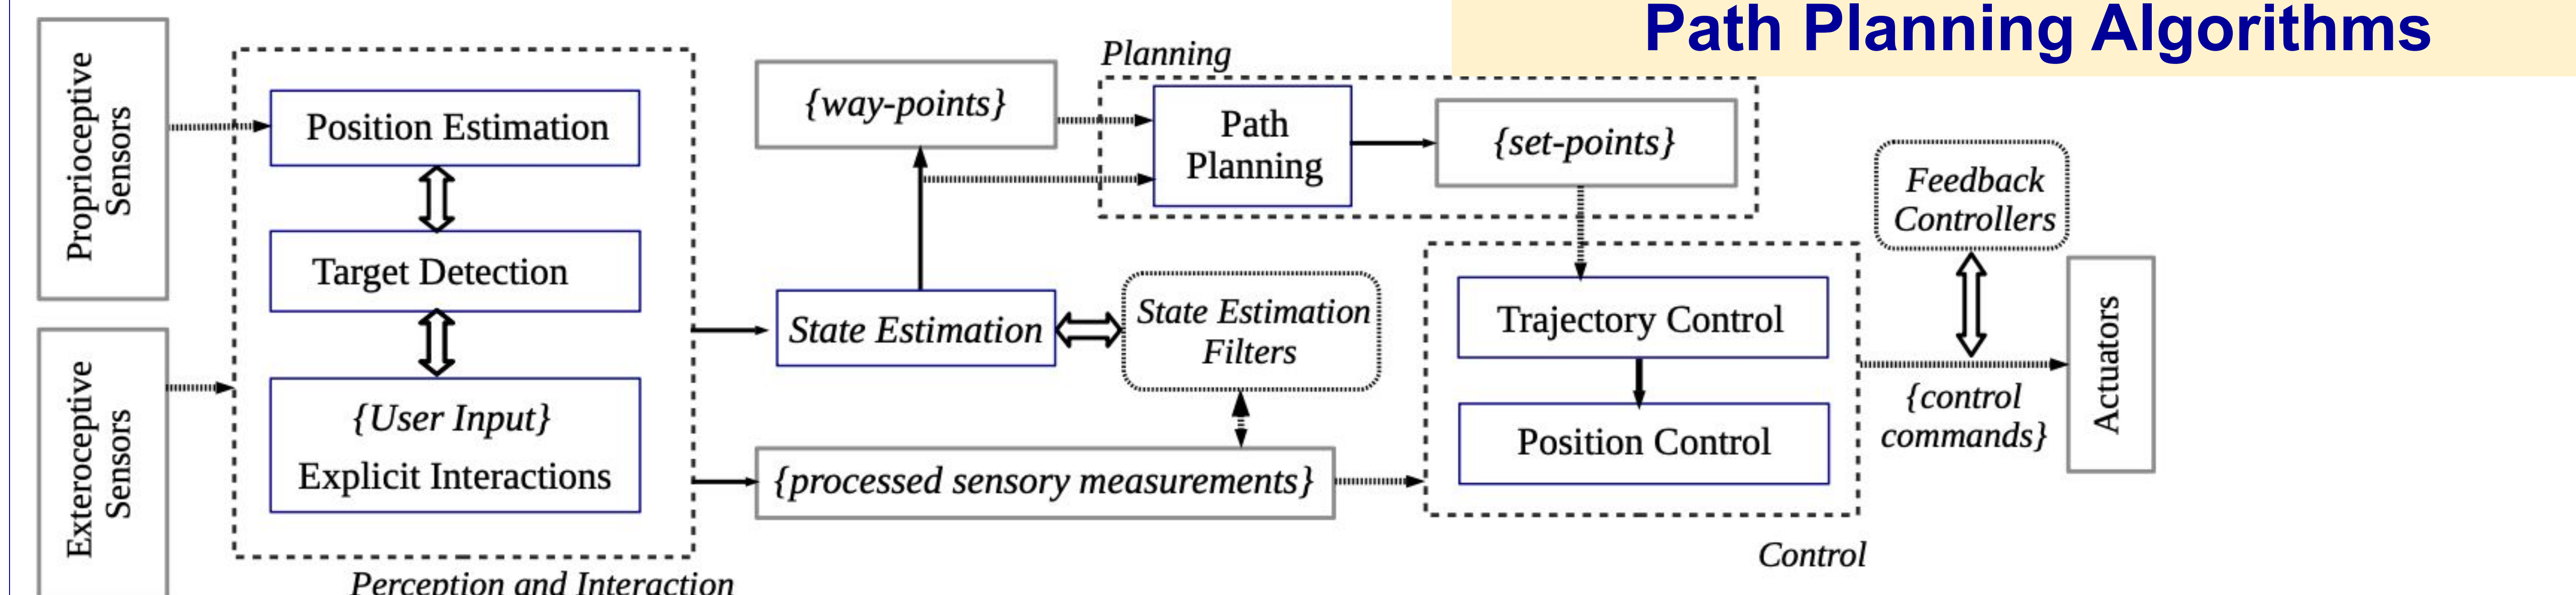 Path Planning Algorithms
Proprioceptive
Sensors
Exteroceptive
Sensors
Position Estimation
Target Detection
{User Input}
Explicit Interactions
Perception and Interaction
{way-points}
State Estimation
State Estimation
Filters
{processed sensory measurements}
Planning
Path
Planning
{set-points}
Trajectory Control
Position Control
Control
Feedback
Controllers
{control
commands}
Actuators